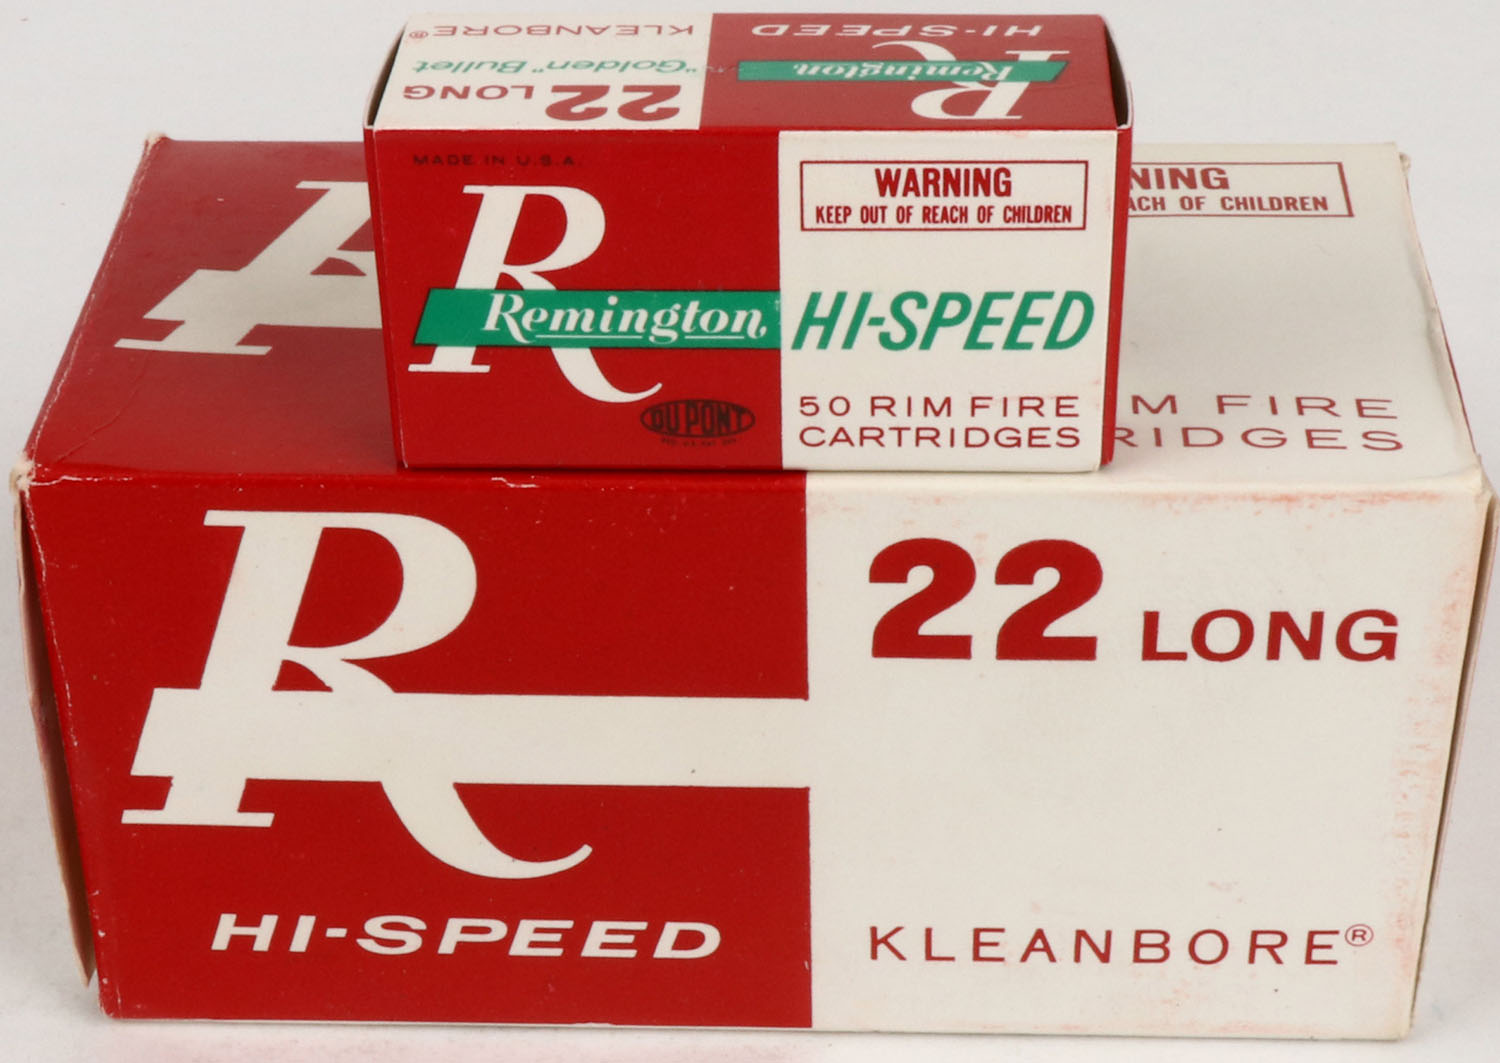 KLEANBORE®
"Golden" Bullet
22 LONG
HI-SPEED
R
Remington
MADE IN U.S.A.
R
Remington
DU PONT
WARNING
KEEP OUT OF REACH OF CHILDREN
HI-SPEED
50 RIM FIRE
CARTRIDGES
R
NING
ACH OF CHILDREN
M FIRE
RIDGES
R
HI-SPEED
22 LONG
KLEANBORE®